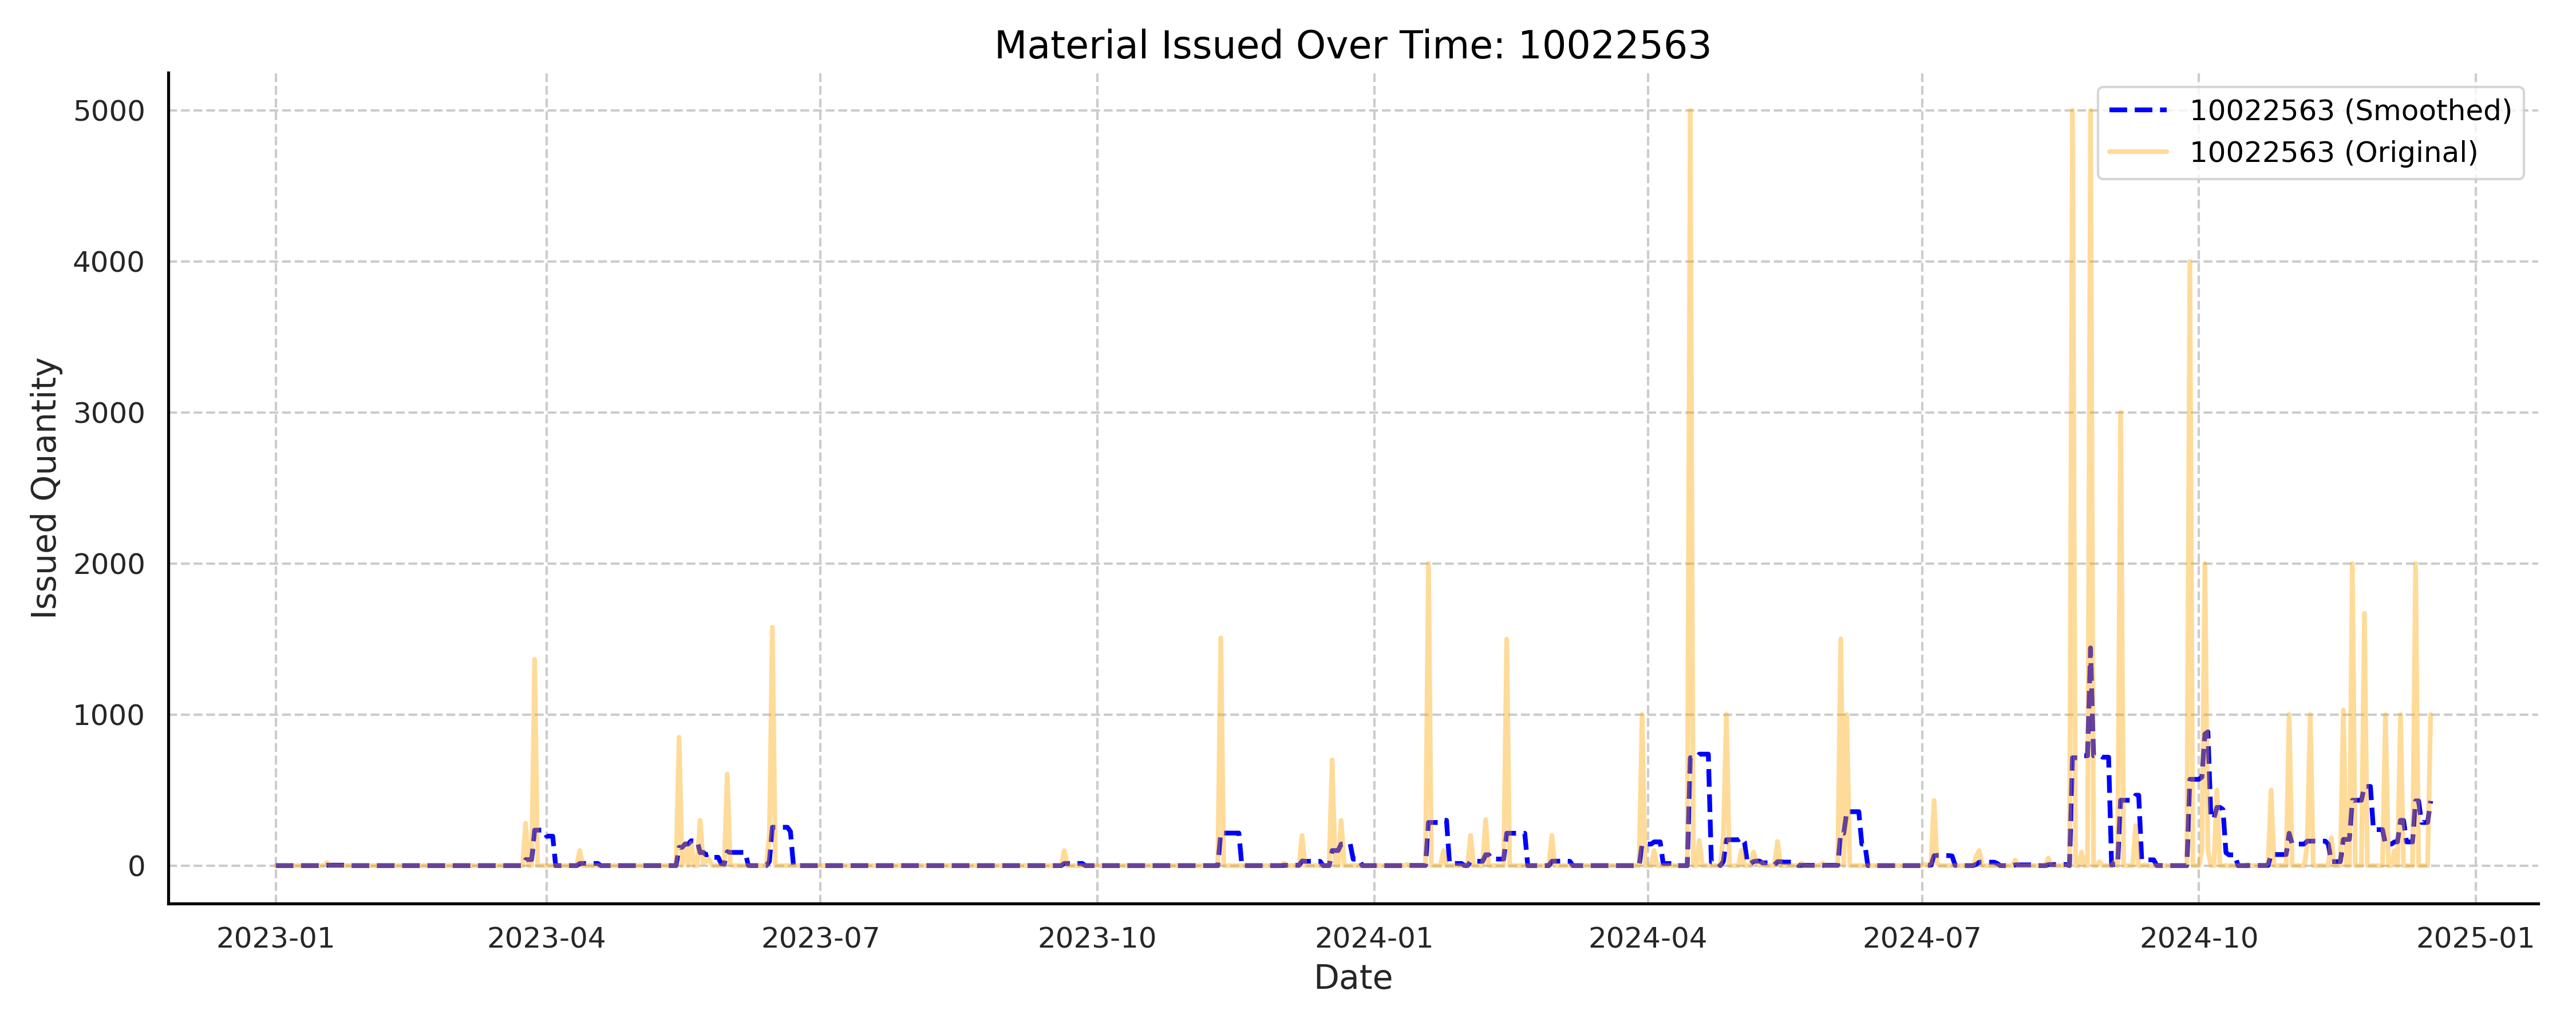 Material Issued Over Time: 10022563
10022563 (Smoothed)
10022563 (Original)
5000
4000
3000
2000
1000
0
Issued Quantity
2023-01 2023-04 2023-07 2023-10 2024-01 2024-04 2024-07 2024-10 2025-01
Date